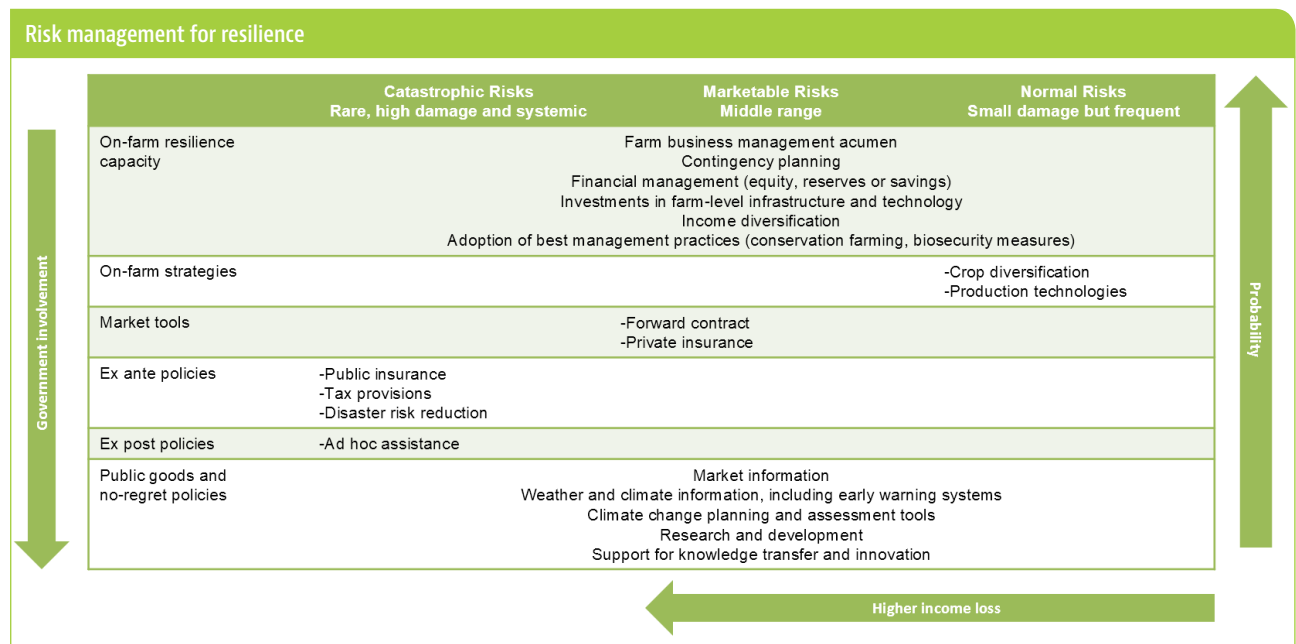 Risk management for resilience
Catastrophic Risks
Rare, high damage and systemic
Marketable Risks
Middle range
Normal Risks
Small damage but frequent
On-farm resilience
capacity
Farm business management acumen
Contingency planning
Financial management (equity, reserves or savings)
Investments in farm-level infrastructure and technology
Income diversification
Adoption of best management practices (conservation farming, biosecurity measures)
On-farm strategies
-Crop diversification
-Production technologies
Market tools
-Forward contract
-Private insurance
Ex ante policies
-Public insurance
-Tax provisions
-Disaster risk reduction
Ex post policies
-Ad hoc assistance
Public goods and
no-regret policies
Market information
Weather and climate information, including early warning systems
Climate change planning and assessment tools
Research and development
Support for knowledge transfer and innovation
Government involvement
Probability
Higher income loss